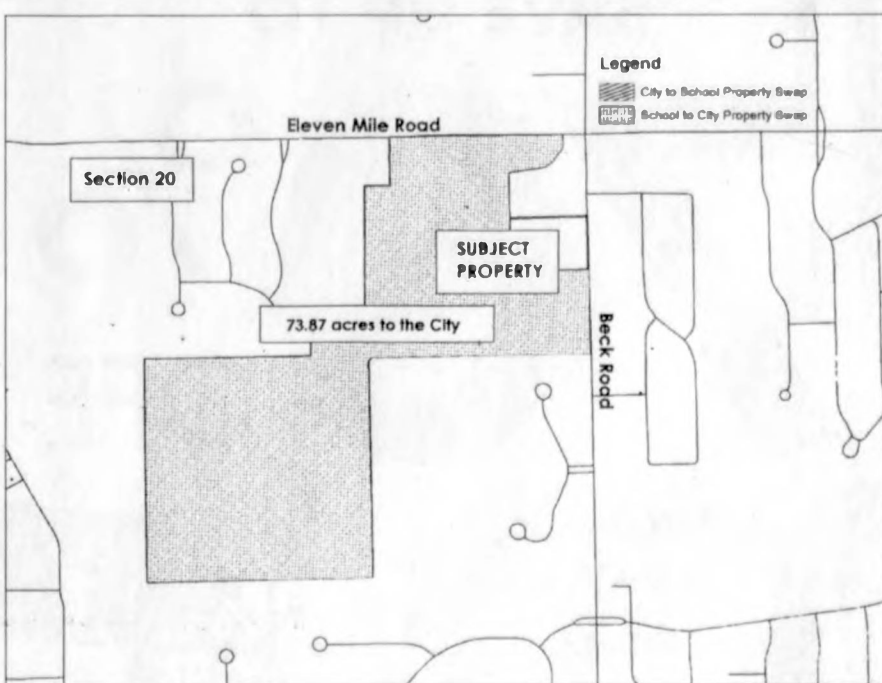 Legend
City to School Property Swap
School to City Property Swap
Eleven Mile Road
Section 20
SUBJECT
PROPERTY
73.87 acres to the City
Beck Road